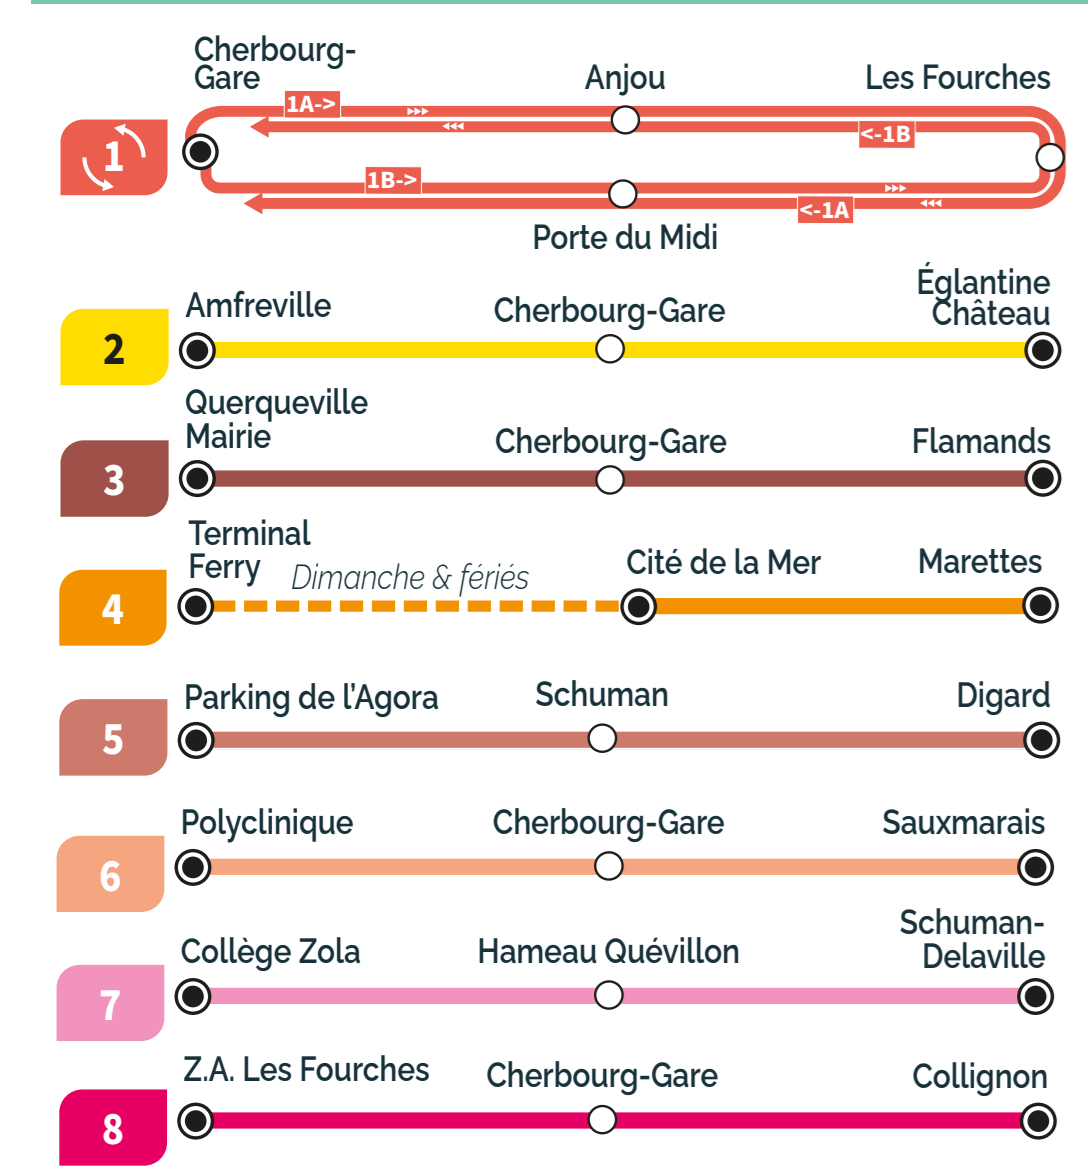 Cherbourg-
Gare
Anjou
Les Fourches
1A->
<-1B
1
1B->
<-1A
Porte du Midi
2
Amfreville
Cherbourg-Gare
Églantine
Château
3
Querqueville
Mairie
Cherbourg-Gare
Flamands
4
Terminal
Ferry
Dimanche & fériés
Cité de la Mer
Marettes
5
Parking de l'Agora
Schuman
Digard
6
Polyclinique
Cherbourg-Gare
Sauxmarais
7
Collège Zola
Hameau Quévillon
Schuman-
Delaville
8
Z.A. Les Fourches
Cherbourg-Gare
Collignon